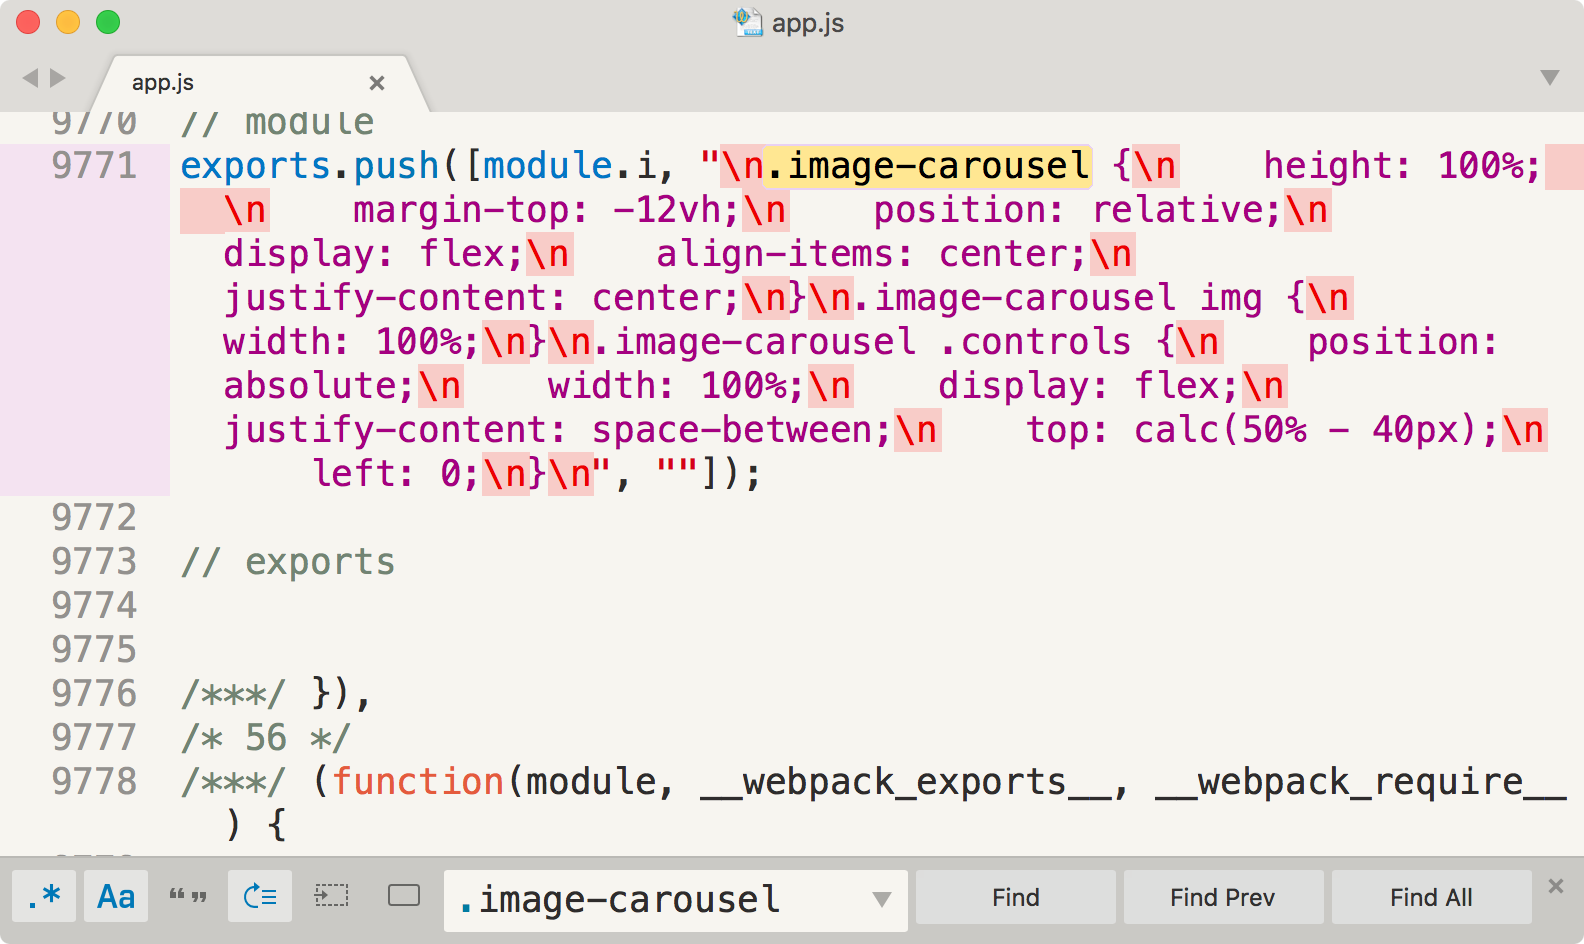 app.js
app.js ×
9770 // module
9771 exports.push([module.i, "\n.image-carousel {\n    height: 100%;
\n    margin-top: -12vh;\n    position: relative;\n
display: flex;\n    align-items: center;\n
justify-content: center;\n}\n.image-carousel img {\n
width: 100%;\n}\n.image-carousel .controls {\n    position:
absolute;\n    width: 100%;\n    display: flex;\n
justify-content: space-between;\n    top: calc(50% - 40px);\n
left: 0;\n}\n", ""]);
9772
9773 // exports
9774
9775
9776 /***/ }),
9777 /* 56 */
9778 /***/ (function(module, __webpack_exports__, __webpack_require__
) {
.* Aa “ ” .image-carousel Find Find Prev Find All ×